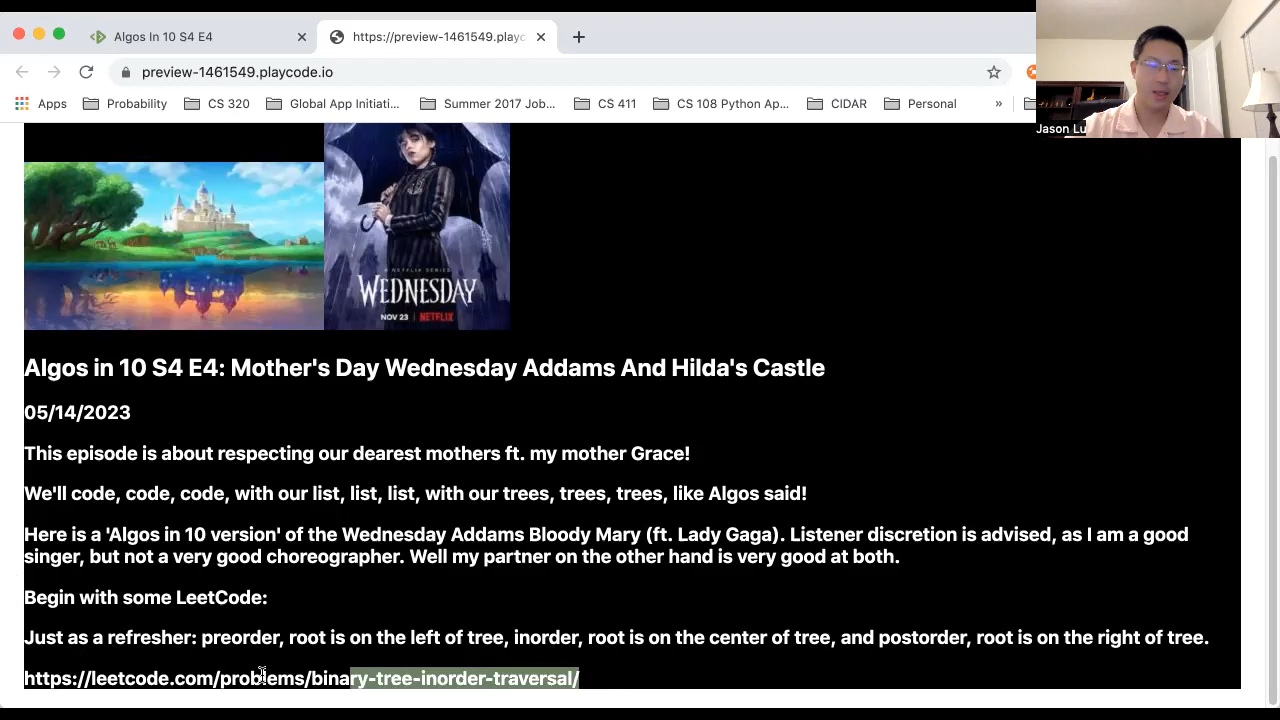 Algos In 10 S4 E4
https://preview-1461549.playc
preview-1461549.playcode.io
Apps
Probability
CS 320
Global App Initiati...
Summer 2017 Job...
CS 411
CS 108 Python Ap...
CIDAR
Personal
»
Jason Lu
A NETFLIX SERIES
WEDNESDAY
NOV 23 | NETFLIX
Algos in 10 S4 E4: Mother's Day Wednesday Addams And Hilda's Castle
05/14/2023
This episode is about respecting our dearest mothers ft. my mother Grace!
We'll code, code, code, with our list, list, list, with our trees, trees, trees, like Algos said!
Here is a 'Algos in 10 version' of the Wednesday Addams Bloody Mary (ft. Lady Gaga). Listener discretion is advised, as I am a good
singer, but not a very good choreographer. Well my partner on the other hand is very good at both.
Begin with some LeetCode:
Just as a refresher: preorder, root is on the left of tree, inorder, root is on the center of tree, and postorder, root is on the right of tree.
https://leetcode.com/problems/binary-tree-inorder-traversal/